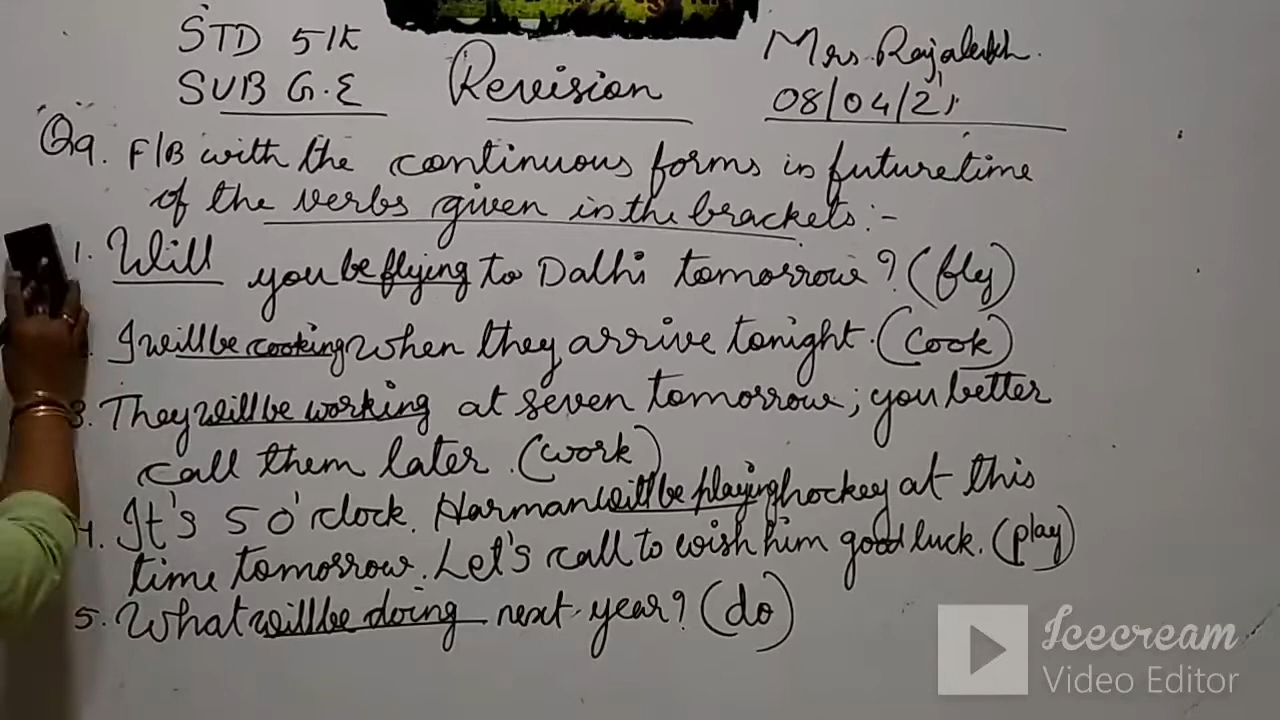 STD 5th
SUB G.E
Revision
Mrs Rajalekh.
08/04/21
Q9. F/B with the continuous forms in future time
of the verbs given in the brackets:-
1. Will you be flying to Dalhi tomorrow? (fly)
. I will be cooking when they arrive tonight. (Cook)
3. They will be working at seven tomorrow; you better
call them later. (work)
4. It's 5 O'clock. Harman will be playing hockey at this
time tomorrow. Let's call to wish him good luck. (play)
5. What will be doing next year? (do)
Icecream
Video Editor